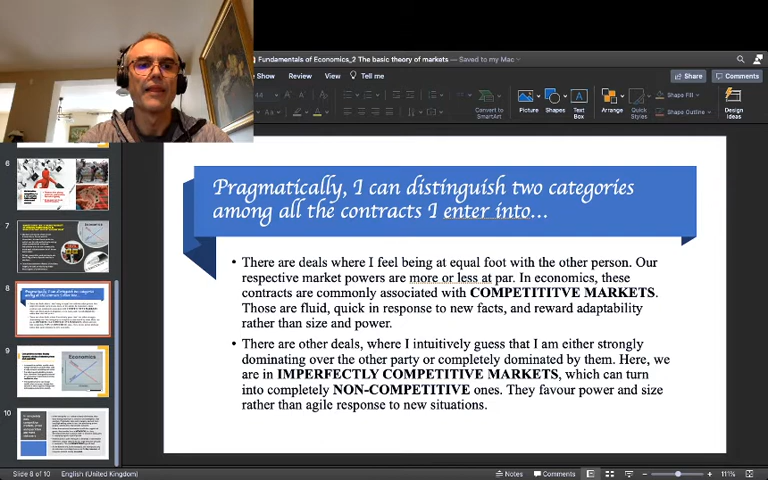 Fundamentals of Economics_2 The basic theory of markets — Saved to my Mac
Show Review View Tell me
Share Comments
44
Convert to
SmartArt
Picture Shapes Text
Box
Arrange Quick
Styles
Shape Fill
Shape Outline
Design
Ideas
6
7
8
9
10
Economics
Pragmatically, I can distinguish two categories
among all the contracts I enter into...
• There are deals where I feel being at equal foot with the other person. Our
respective market powers are more or less at par. In economics, these
contracts are commonly associated with COMPETITITVE MARKETS.
Those are fluid, quick in response to new facts, and reward adaptability
rather than size and power.
• There are other deals, where I intuitively guess that I am either strongly
dominating over the other party or completely dominated by them. Here, we
are in IMPERFECTLY COMPETITIVE MARKETS, which can turn
into completely NON-COMPETITIVE ones. They favour power and size
rather than agile response to new situations.
Slide 8 of 10 English (United Kingdom)
Notes Comments 111%